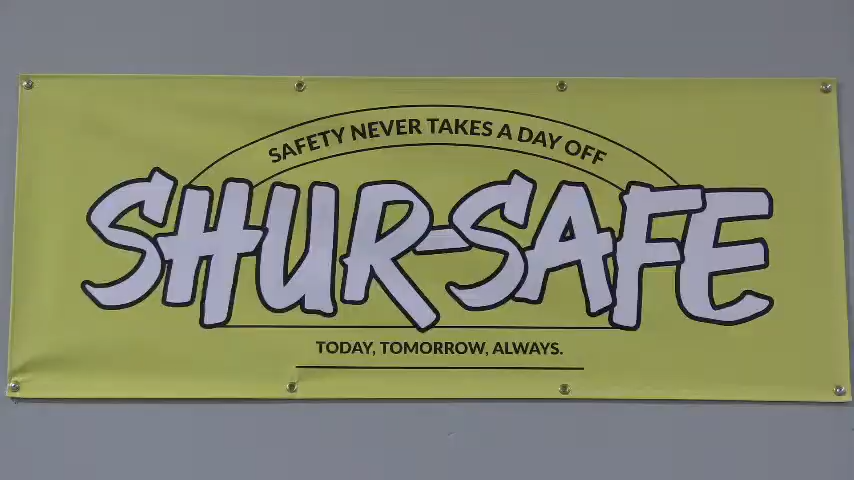 SAFETY NEVER TAKES A DAY OFF
SHUR-SAFE
TODAY, TOMORROW, ALWAYS.